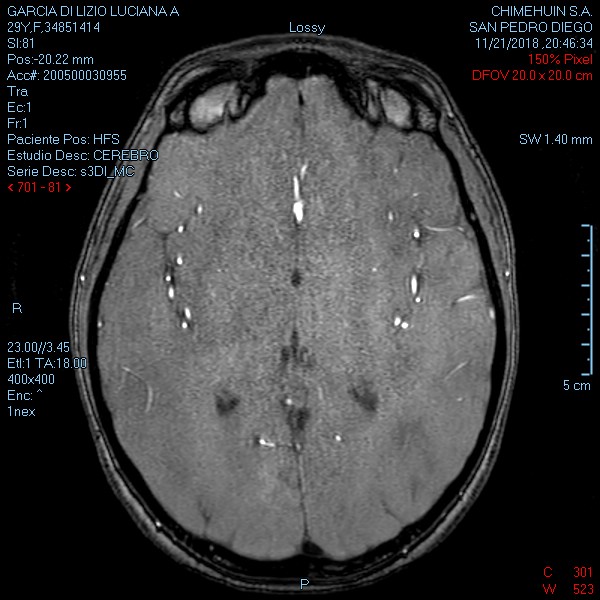 GARCIA DI LIZIO LUCIANA A
29Y,F,34851414
Sl:81
Pos:-20.22 mm
Acc#: 200500030955
Tra
Ec:1
Fr:1
Paciente Pos: HFS
Estudio Desc: CEREBRO
Serie Desc: s3DI_MC
< 701 - 81 >
Lossy
CHIMEHUIN S.A.
SAN PEDRO DIEGO
11/21/2018 ,20:46:34
150% Pixel
DFOV 20.0 x 20.0 cm
SW 1.40 mm
R
23.00//3.45
Etl:1 TA:18.00
400x400
Enc: ^
1nex
5 cm
P
C 301
W 523